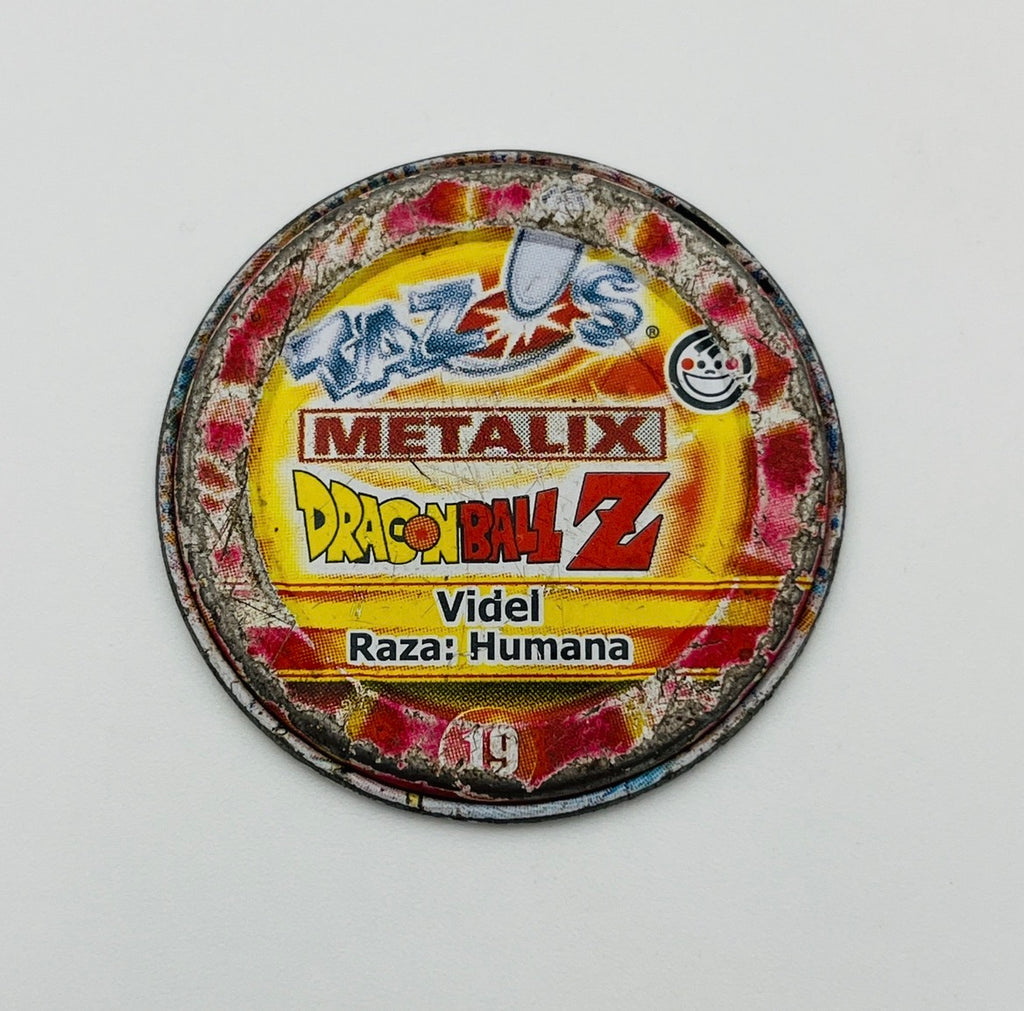 TAZOS®
METALIX
DRAGON BALL Z
Videl
Raza: Humana
19